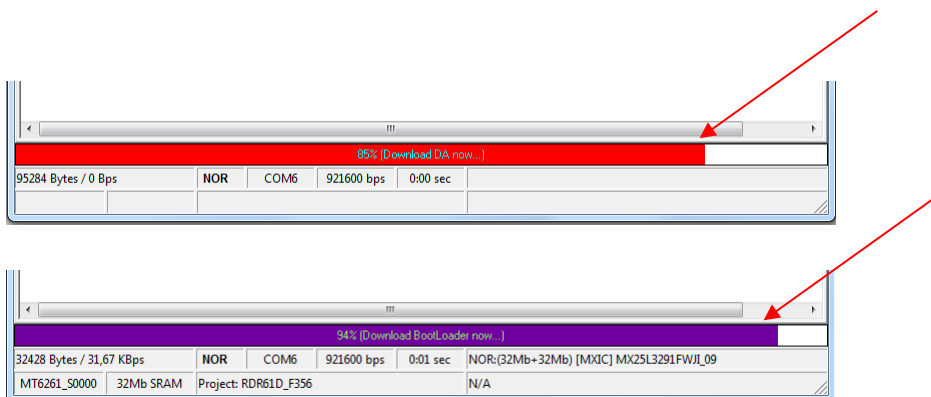 85% (Download DA now...)
95284 Bytes / 0 Bps NOR COM6 921600 bps 0:00 sec
94% (Download BootLoader now...)
32428 Bytes / 31,67 KBps NOR COM6 921600 bps 0:01 sec NOR:(32Mb+32Mb) [MXIC] MX25L3291FWJI_09
MT6261_S0000 32Mb SRAM Project: RDR61D_F356 N/A